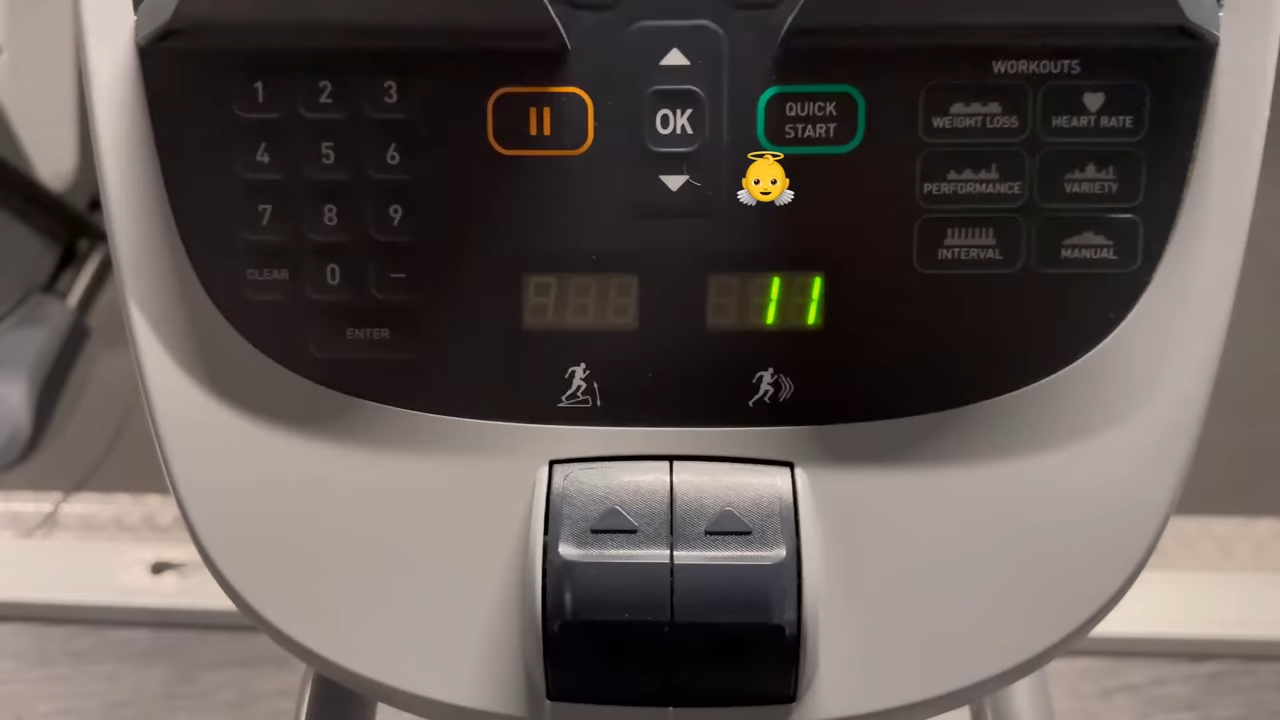 WORKOUTS
1 2 3
OK
QUICK
START
WEIGHT LOSS
HEART RATE
4 5 6
PERFORMANCE
VARIETY
7 8 9
INTERVAL
MANUAL
CLEAR 0 –
11
ENTER